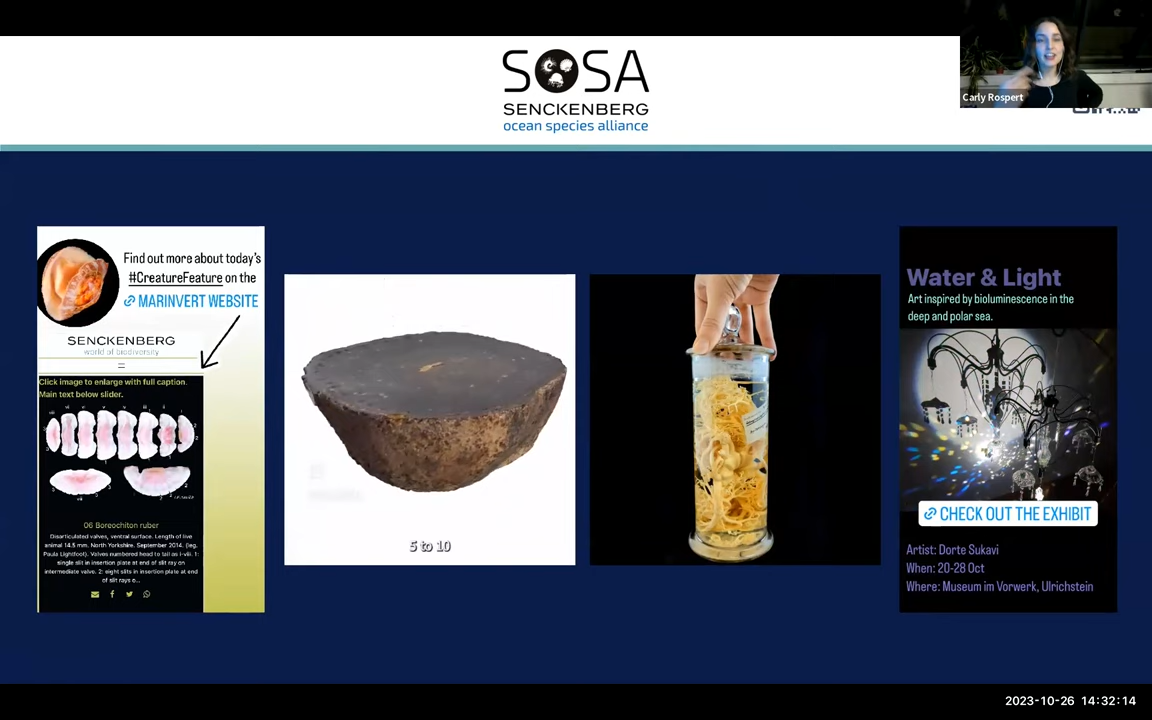 SOSA
SENCKENBERG
ocean species alliance
Carly Rospert
Find out more about today's
#CreatureFeature on the
MARINVERT WEBSITE
SENCKENBERG
world of biodiversity
Click image to enlarge with full caption.
Main text below slider.
06 Boreochiton ruber
Disarticulated valves, ventral surface. Length of live
animal 14.5 mm. North Yorkshire. September 2014. (leg.
Paula Lightfoot). Valves numbered head to tail as i-viii. 1:
single slit in insertion plate at end of slit ray on
intermediate valve. 2: eight slits in insertion plate at end
of slit rays o...
5 to 10
Water & Light
Art inspired by bioluminescence in the
deep and polar sea.
CHECK OUT THE EXHIBIT
Artist: Dorte Sukavi
When: 20-28 Oct
Where: Museum im Vorwerk, Ulrichstein
2023-10-26 14:32:14